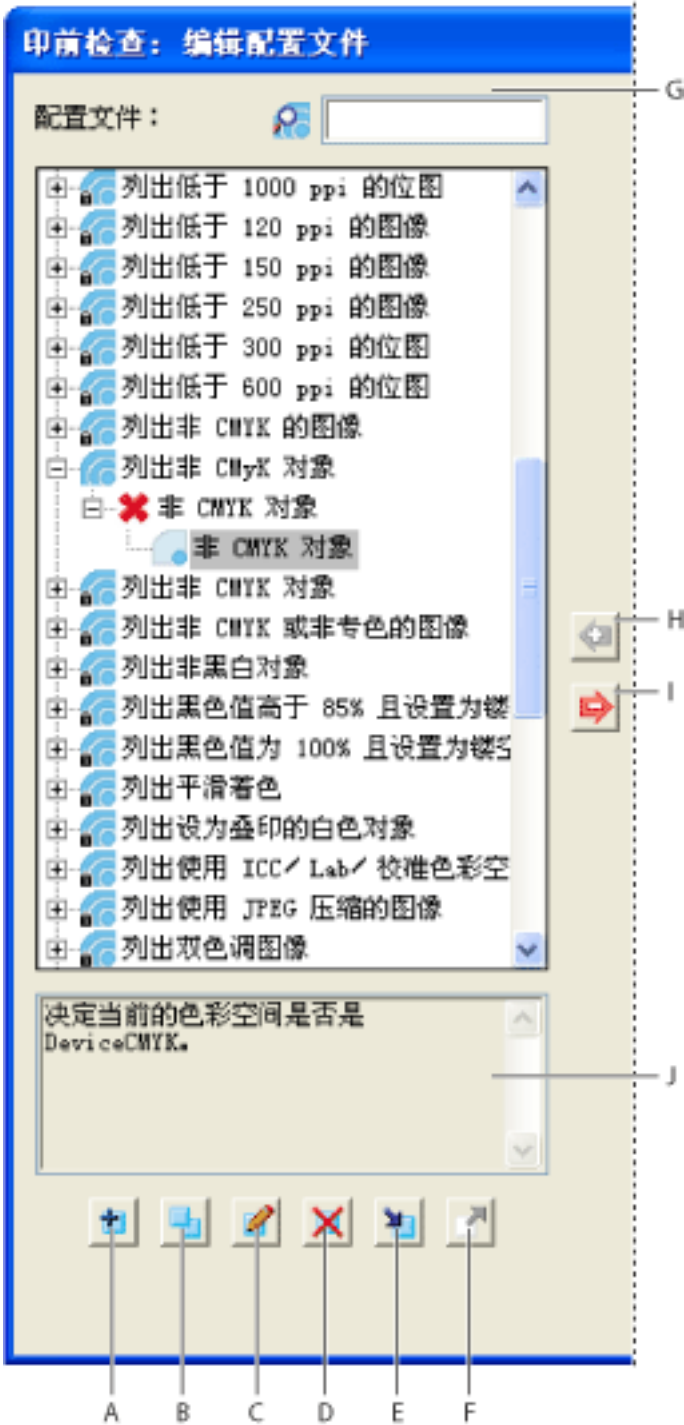 印前检查: 编辑配置文件
G
配置文件:
列出低于 1000 ppi 的位图
列出低于 120 ppi 的图像
列出低于 150 ppi 的图像
列出低于 250 ppi 的图像
列出低于 300 ppi 的位图
列出低于 600 ppi 的位图
列出非 CMYK 的图像
列出非 CMyK 对象
非 CMYK 对象
非 CMYK 对象
列出非 CMYK 对象
列出非 CMYK 或非专色的图像
H
列出非黑白对象
I
列出黑色值高于 85% 且设置为镂
列出黑色值为 100% 且设置为镂空
列出平滑着色
列出设为叠印的白色对象
列出使用 ICC/ Lab/ 校准色彩空
列出使用 JPEG 压缩的图像
列出双色调图像
决定当前的色彩空间是否是
DeviceCMYK。
J
A B C D E F